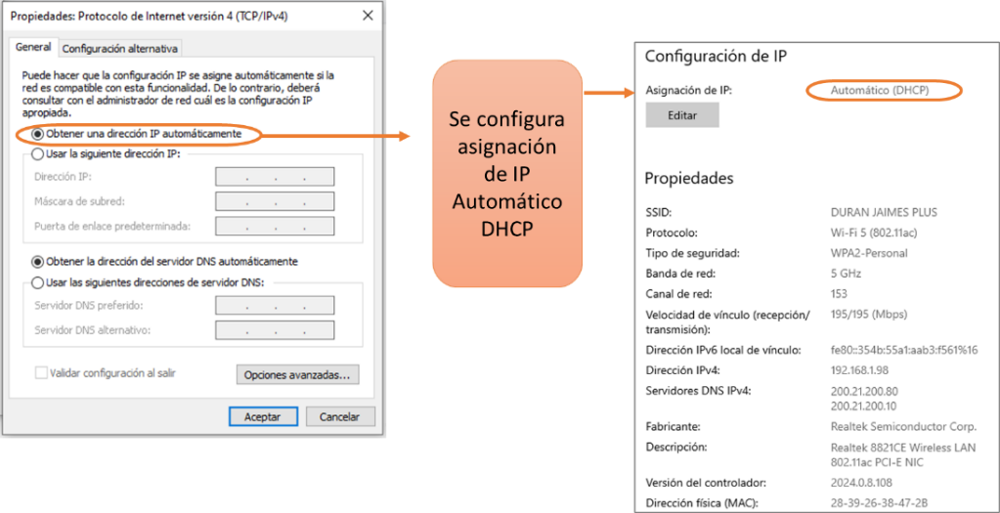 Propiedades: Protocolo de Internet versión 4 (TCP/IPv4)
General
Configuración alternativa
Puede hacer que la configuración IP se asigne automáticamente si la
red es compatible con esta funcionalidad. De lo contrario, deberá
consultar con el administrador de red cuál es la configuración IP
apropiada.
Obtener una dirección IP automáticamente
Usar la siguiente dirección IP:
Dirección IP:
Máscara de subred:
Puerta de enlace predeterminada:
Obtener la dirección del servidor DNS automáticamente
Usar las siguientes direcciones de servidor DNS:
Servidor DNS preferido:
Servidor DNS alternativo:
Validar configuración al salir
Opciones avanzadas...
Aceptar
Cancelar
Se configura
asignación
de IP
Automático
DHCP
Configuración de IP
Asignación de IP: Automático (DHCP)
Editar
Propiedades
SSID: DURAN JAIMES PLUS
Protocolo: Wi-Fi 5 (802.11ac)
Tipo de seguridad: WPA2-Personal
Banda de red: 5 GHz
Canal de red: 153
Velocidad de vínculo (recepción/ 195/195 (Mbps)
transmisión):
Dirección IPv6 local de vínculo: fe80::354b:55a1:aab3:f561%16
Dirección IPv4: 192.168.1.98
Servidores DNS IPv4: 200.21.200.80
200.21.200.10
Fabricante: Realtek Semiconductor Corp.
Descripción: Realtek 8821CE Wireless LAN
802.11ac PCI-E NIC
Versión del controlador: 2024.0.8.108
Dirección física (MAC): 28-39-26-38-47-2B